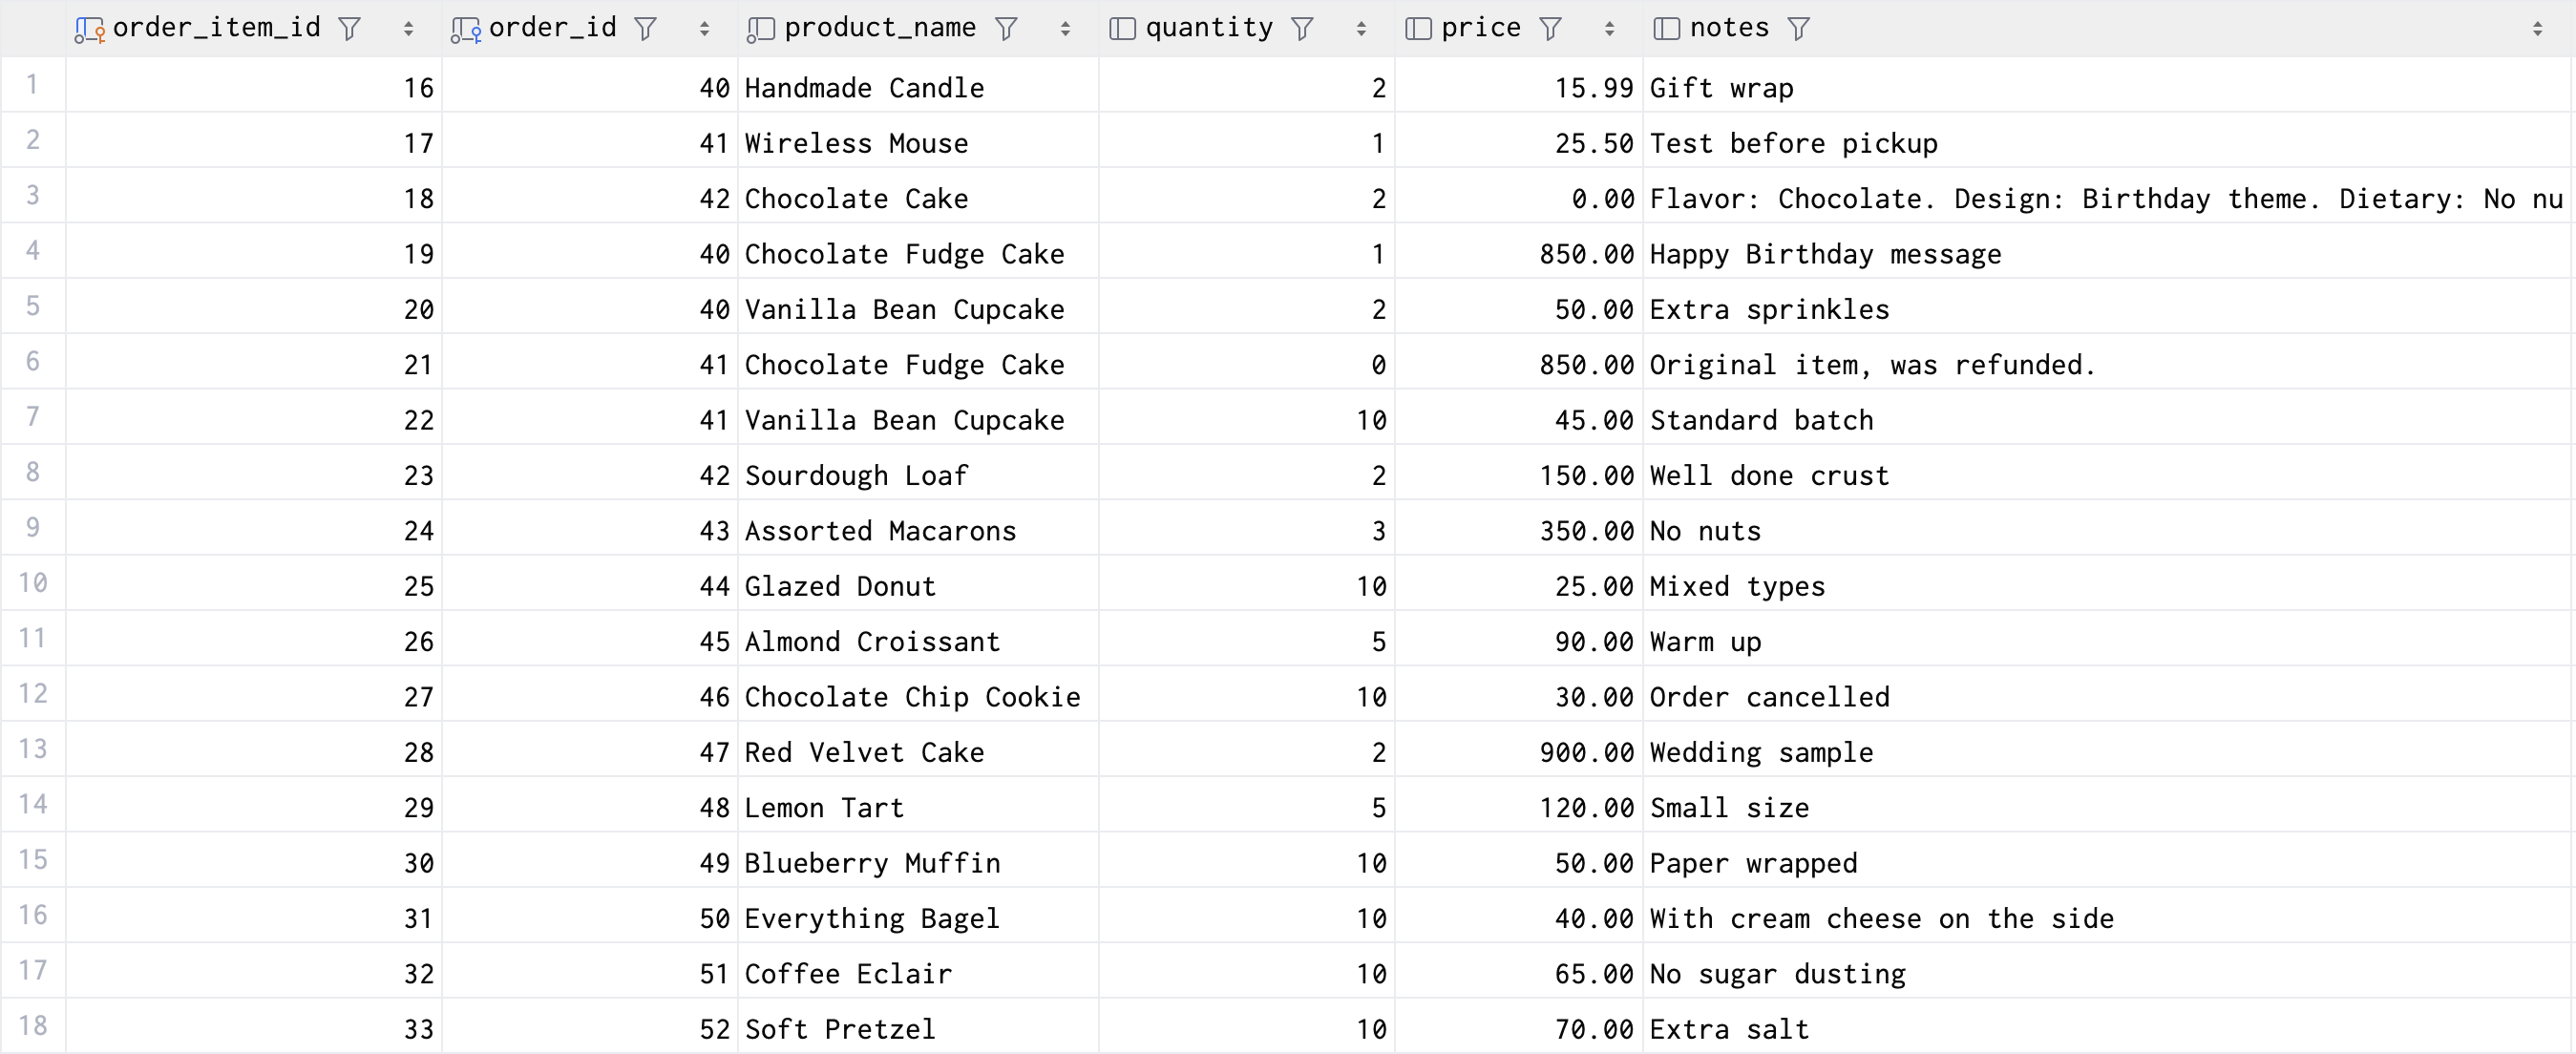 order_item_id order_id product_name quantity price notes
1 16 40 Handmade Candle 2 15.99 Gift wrap
2 17 41 Wireless Mouse 1 25.50 Test before pickup
3 18 42 Chocolate Cake 2 0.00 Flavor: Chocolate. Design: Birthday theme. Dietary: No nu
4 19 40 Chocolate Fudge Cake 1 850.00 Happy Birthday message
5 20 40 Vanilla Bean Cupcake 2 50.00 Extra sprinkles
6 21 41 Chocolate Fudge Cake 0 850.00 Original item, was refunded.
7 22 41 Vanilla Bean Cupcake 10 45.00 Standard batch
8 23 42 Sourdough Loaf 2 150.00 Well done crust
9 24 43 Assorted Macarons 3 350.00 No nuts
10 25 44 Glazed Donut 10 25.00 Mixed types
11 26 45 Almond Croissant 5 90.00 Warm up
12 27 46 Chocolate Chip Cookie 10 30.00 Order cancelled
13 28 47 Red Velvet Cake 2 900.00 Wedding sample
14 29 48 Lemon Tart 5 120.00 Small size
15 30 49 Blueberry Muffin 10 50.00 Paper wrapped
16 31 50 Everything Bagel 10 40.00 With cream cheese on the side
17 32 51 Coffee Eclair 10 65.00 No sugar dusting
18 33 52 Soft Pretzel 10 70.00 Extra salt